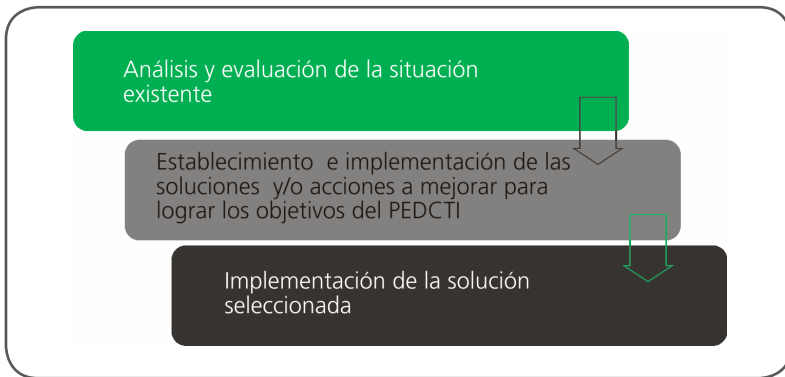 Análisis y evaluación de la situación
existente
Establecimiento e implementación de las
soluciones y/o acciones a mejorar para
lograr los objetivos del PEDCTI
Implementación de la solución
seleccionada